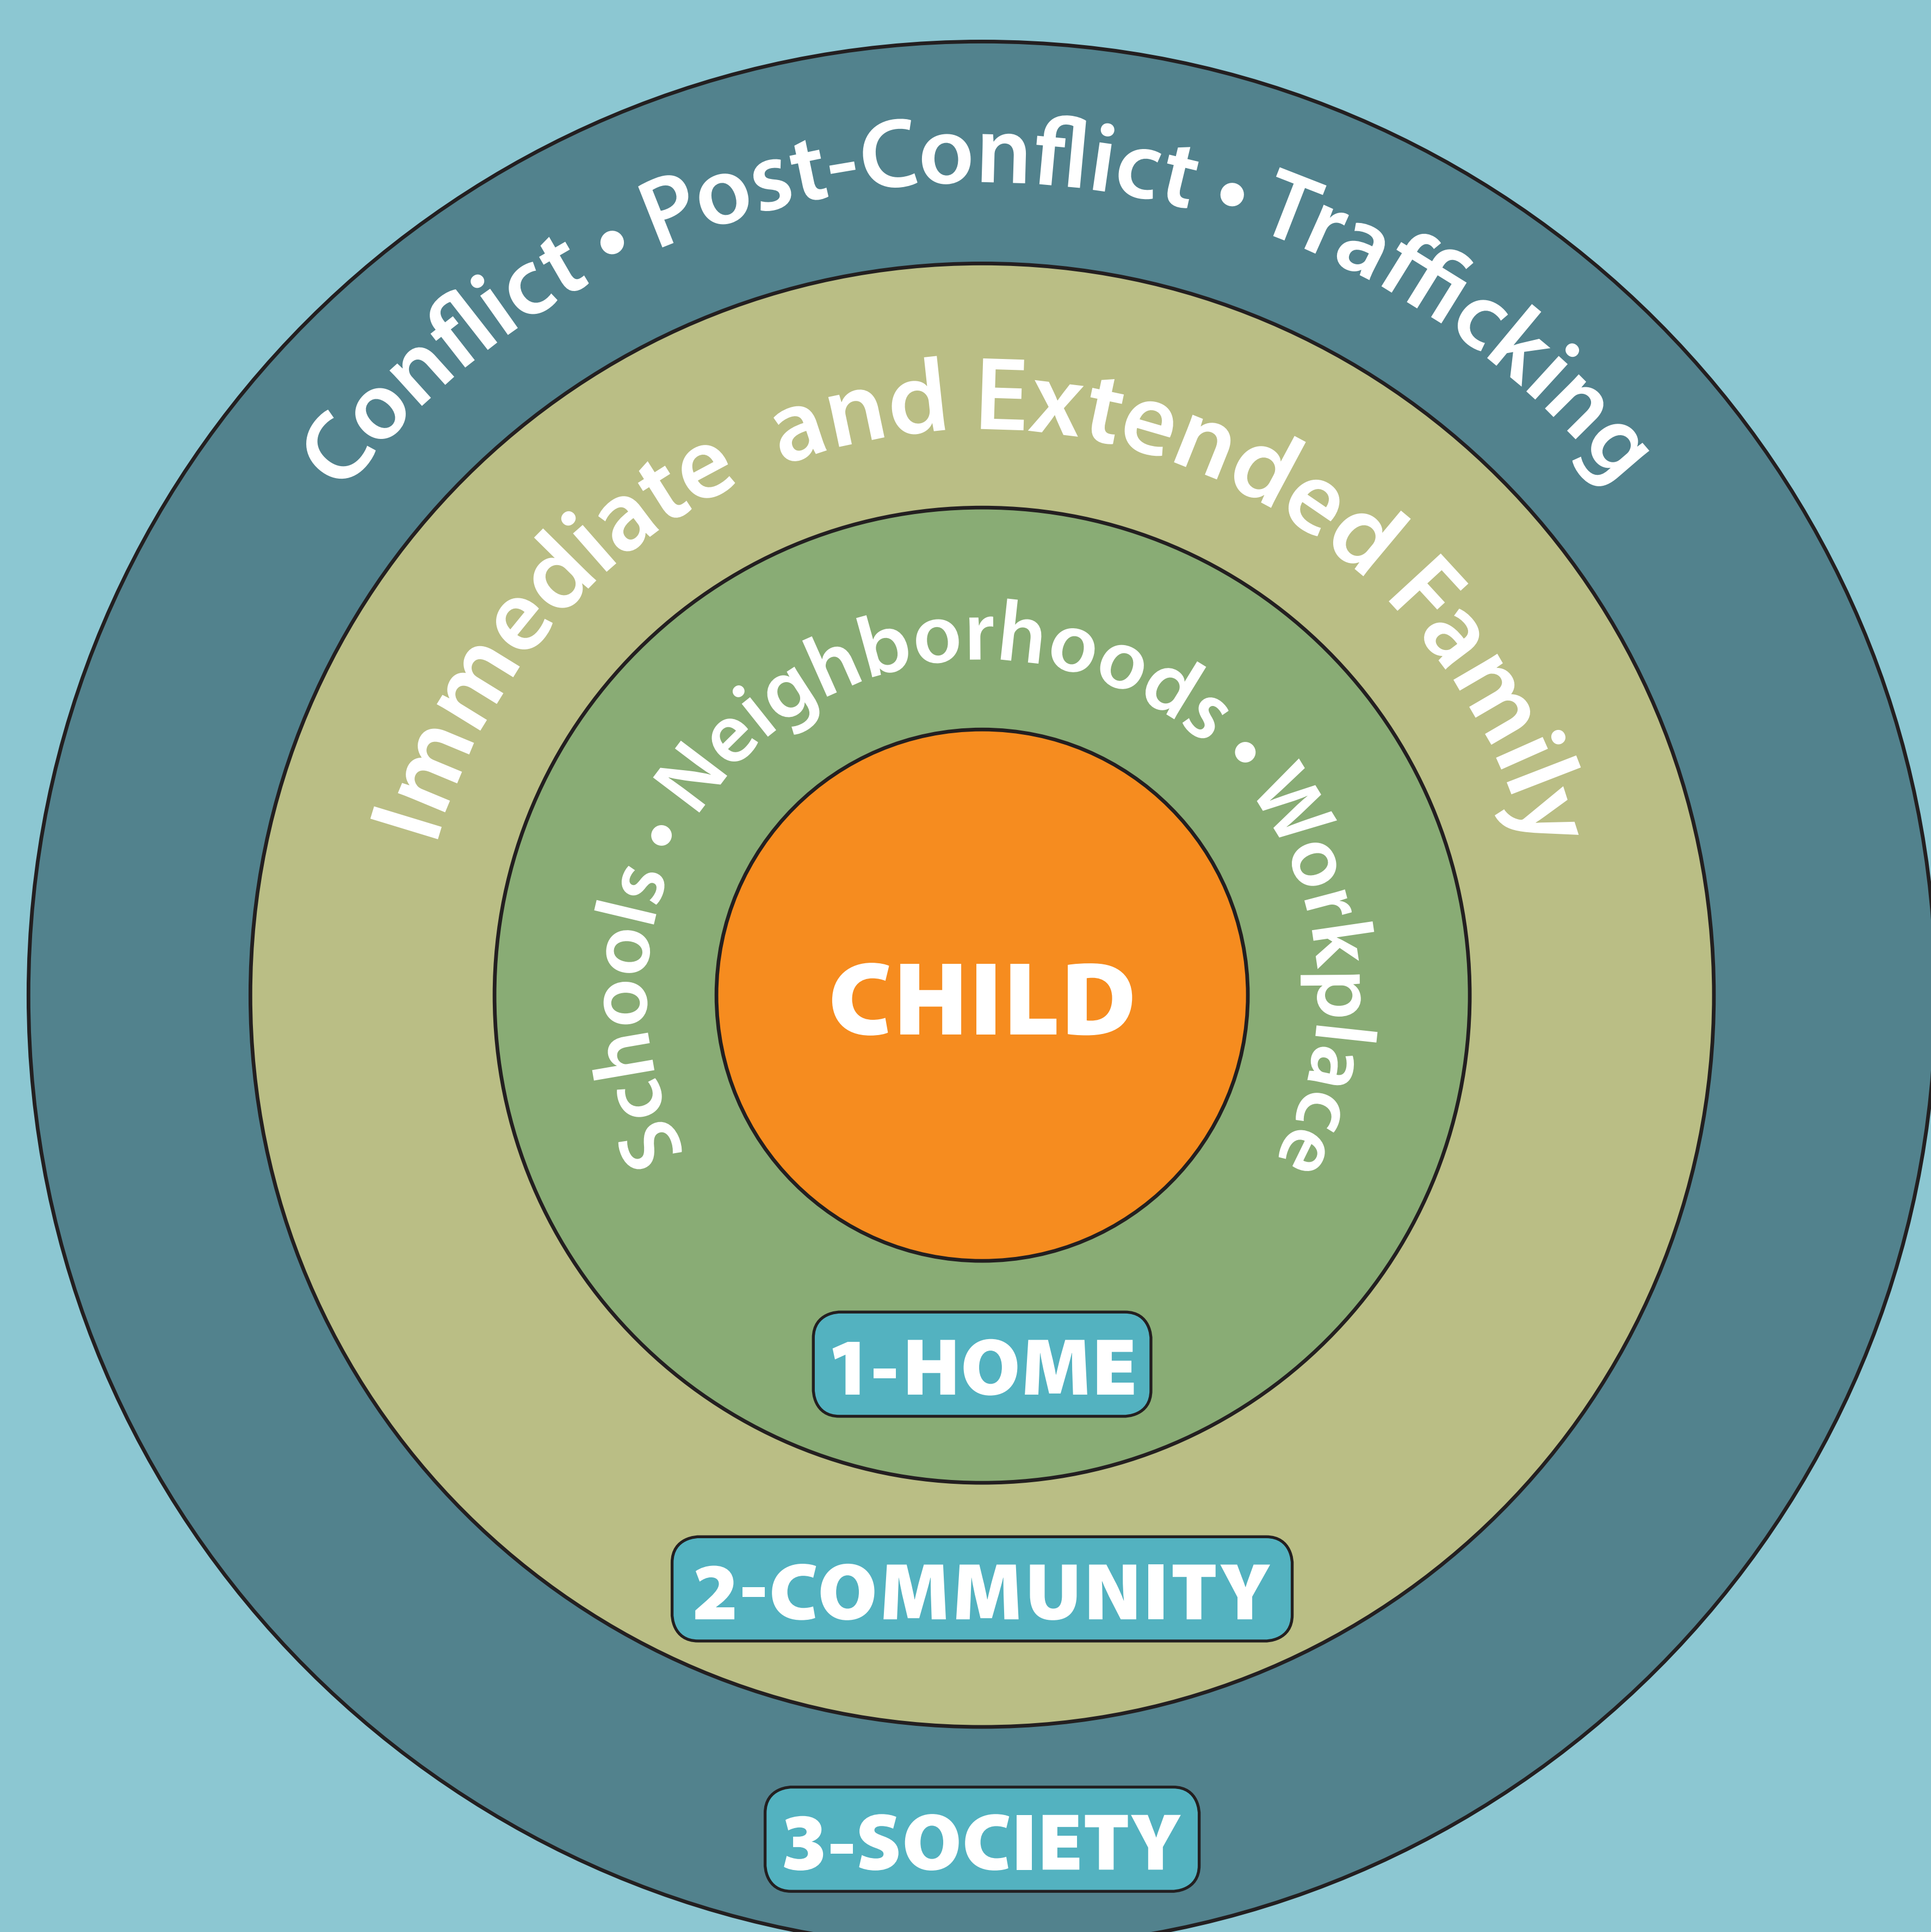 Conflict • Post-Conflict • Trafficking
Immediate and Extended Family
Schools • Neighborhoods • Workplace
CHILD
1-HOME
2-COMMUNITY
3-SOCIETY